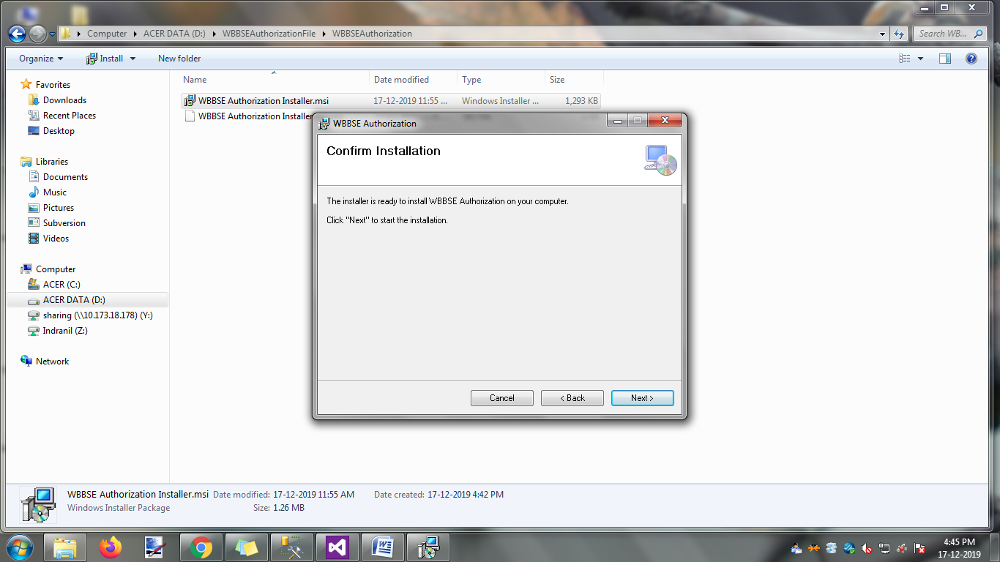 Computer ▸ ACER DATA (D:) ▸ WBBSEAuthorizationFile ▸ WBBSEAuthorization
Search WB...
Organize Install New folder
Name Date modified Type Size
WBBSE Authorization Installer.msi 17-12-2019 11:55 ... Windows Installer ... 1,293 KB
WBBSE Authorization Installer
Favorites
Downloads
Recent Places
Desktop
Libraries
Documents
Music
Pictures
Subversion
Videos
Computer
ACER (C:)
ACER DATA (D:)
sharing (\\10.173.18.178) (Y:)
Indranil (Z:)
Network
WBBSE Authorization
Confirm Installation
The installer is ready to install WBBSE Authorization on your computer.
Click "Next" to start the installation.
Cancel < Back Next >
WBBSE Authorization Installer.msi Date modified: 17-12-2019 11:55 AM Date created: 17-12-2019 4:42 PM
Windows Installer Package Size: 1.26 MB
4:45 PM
17-12-2019